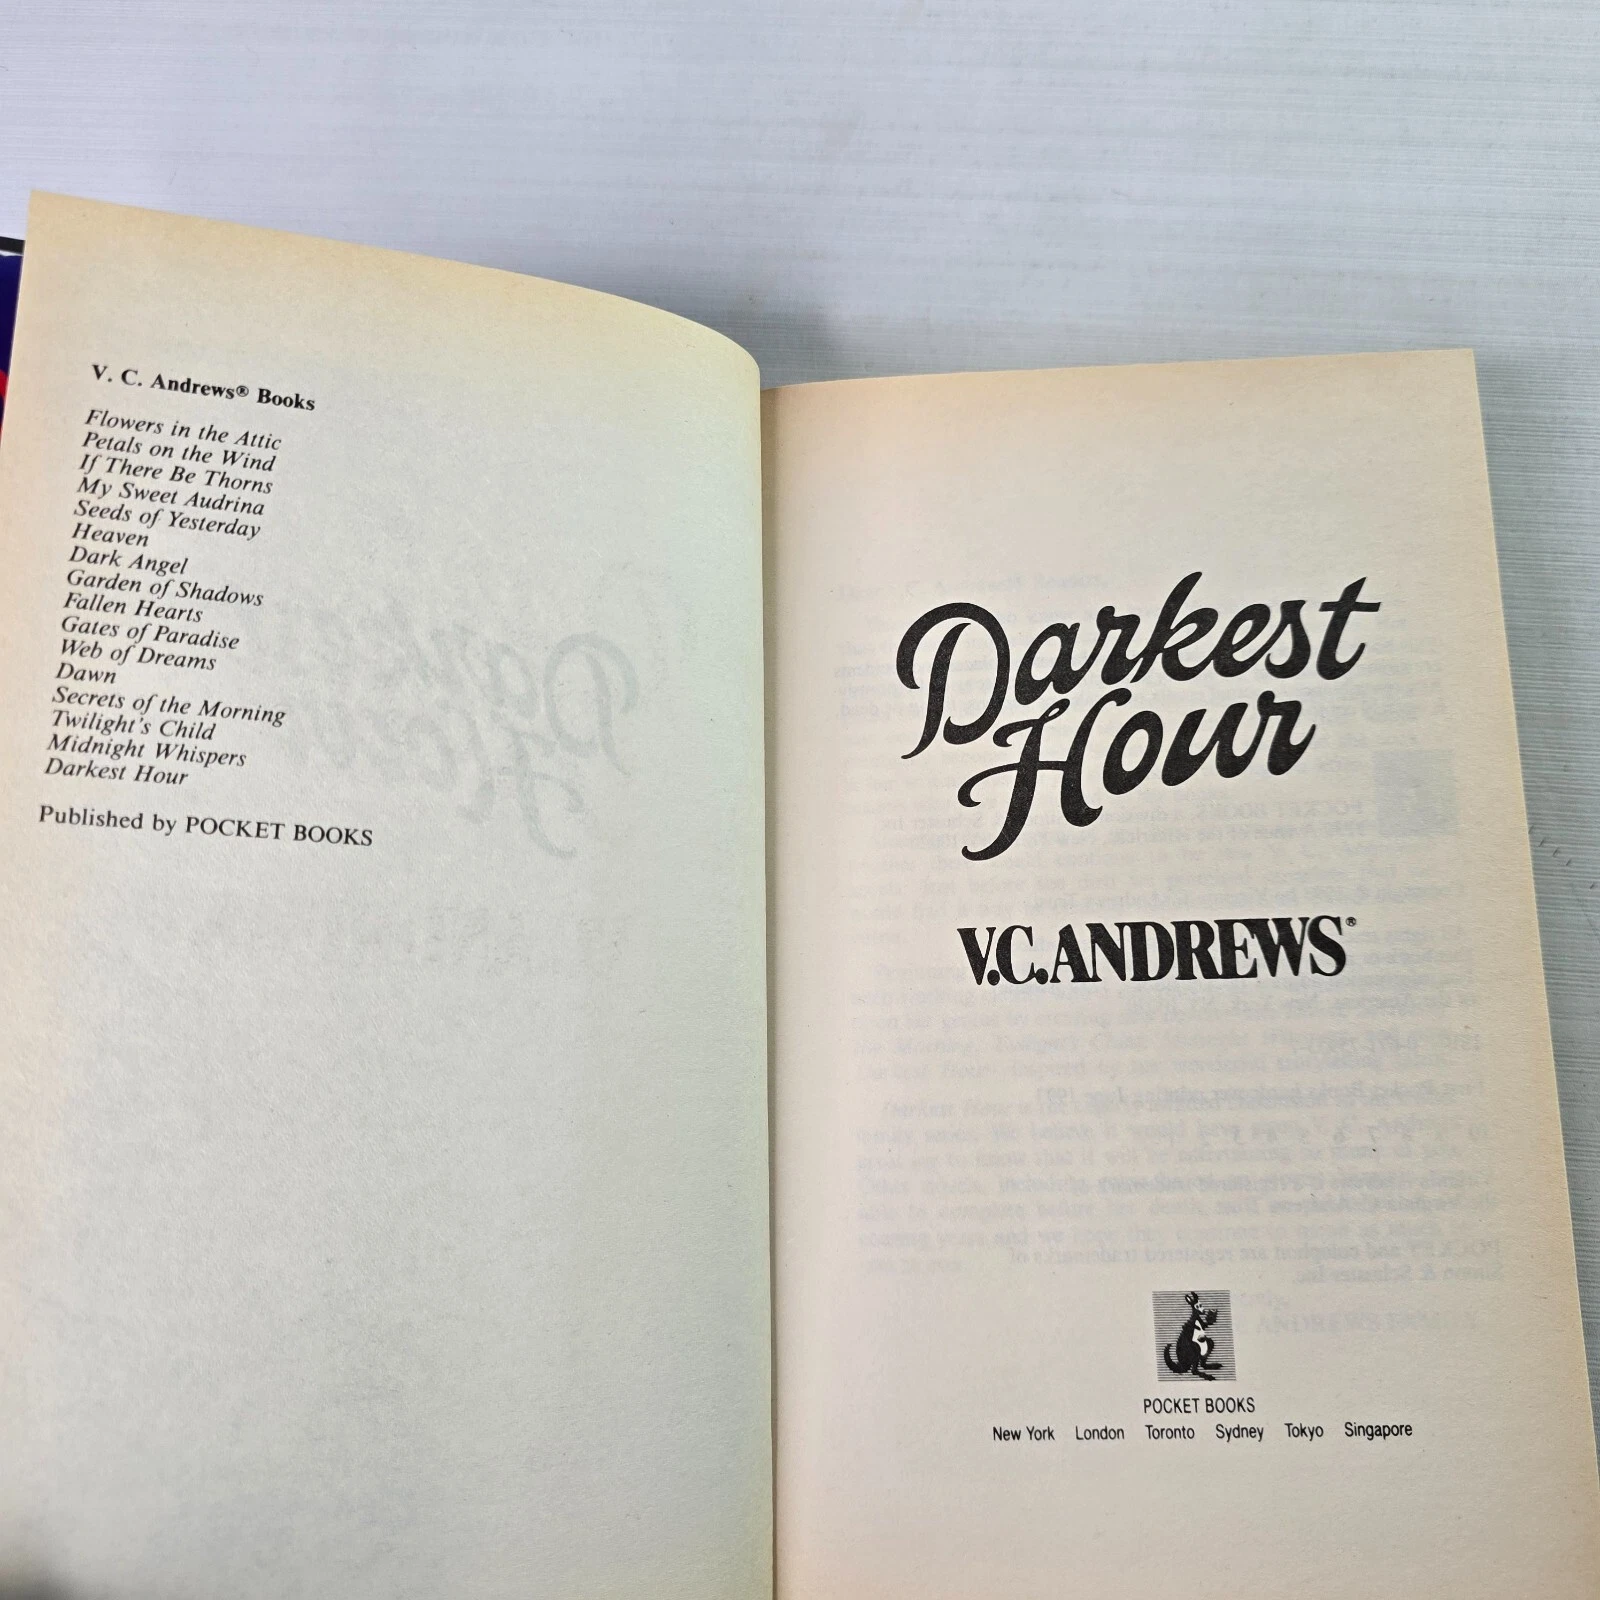 V. C. Andrews® Books
Flowers in the Attic
Petals on the Wind
If There Be Thorns
My Sweet Audrina
Seeds of Yesterday
Heaven
Dark Angel
Garden of Shadows
Fallen Hearts
Gates of Paradise
Web of Dreams
Dawn
Secrets of the Morning
Twilight's Child
Midnight Whispers
Darkest Hour
Published by POCKET BOOKS
Darkest
Hour
V.C. ANDREWS®
POCKET BOOKS
New York London Toronto Sydney Tokyo Singapore